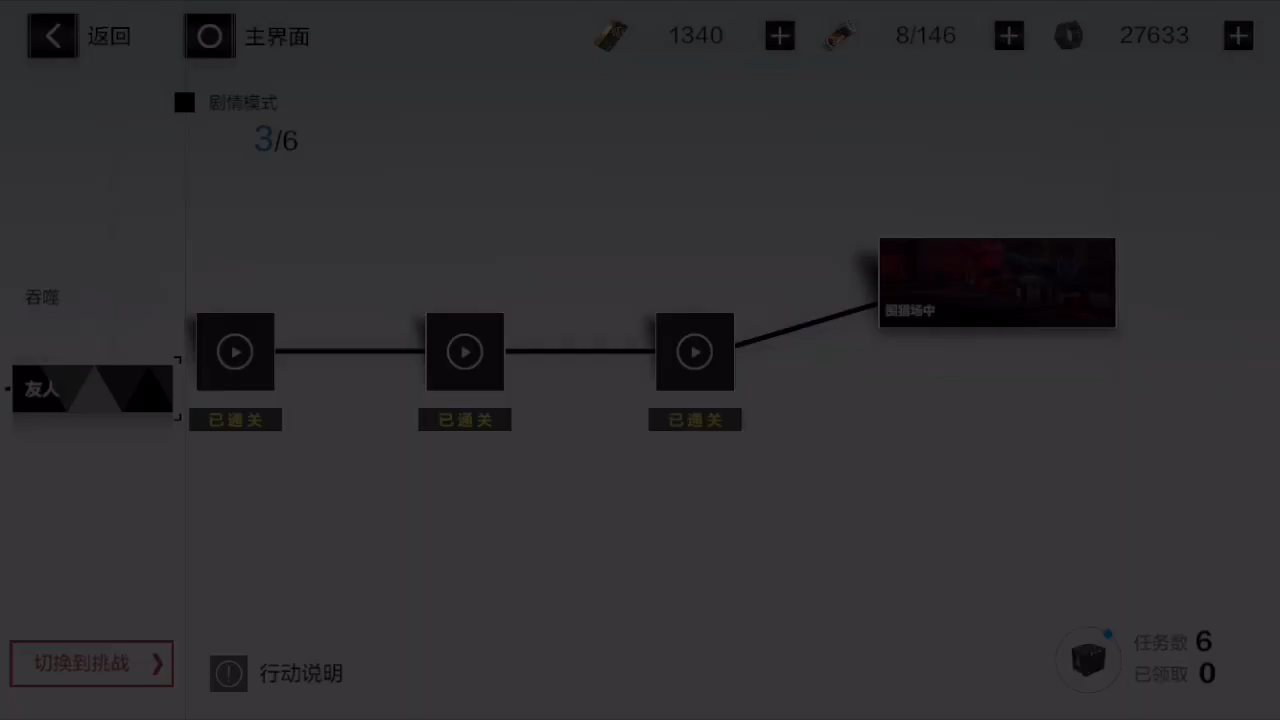 返回
主界面
1340
8/146
27633
剧情模式
3/6
吞噬
友人
围猎场中
已通关
已通关
已通关
切换到挑战
行动说明
任务数 6
已领取 0